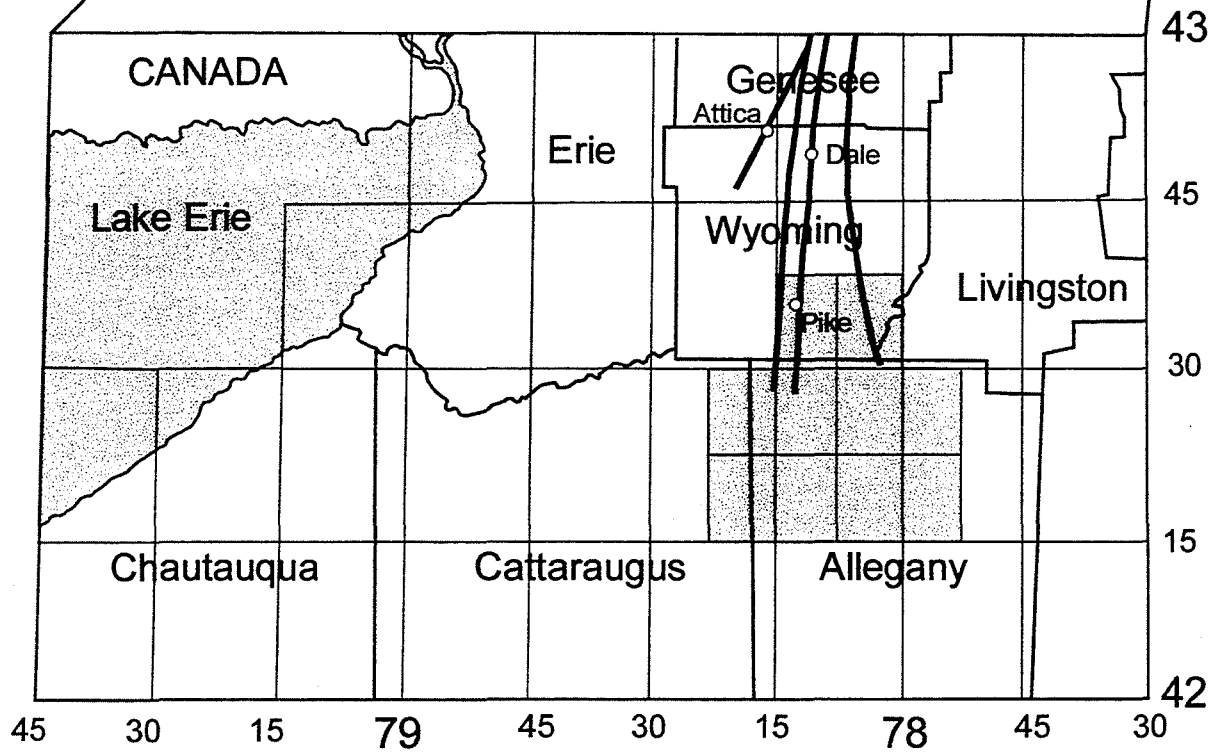 43
CANADA
Genesee
Attica
Erie
Dale
45
Lake Erie
Wyoming
Livingston
Pike
30
15
Chautauqua
Cattaraugus
Allegany
42
45 30 15 79 45 30 15 78 45 30